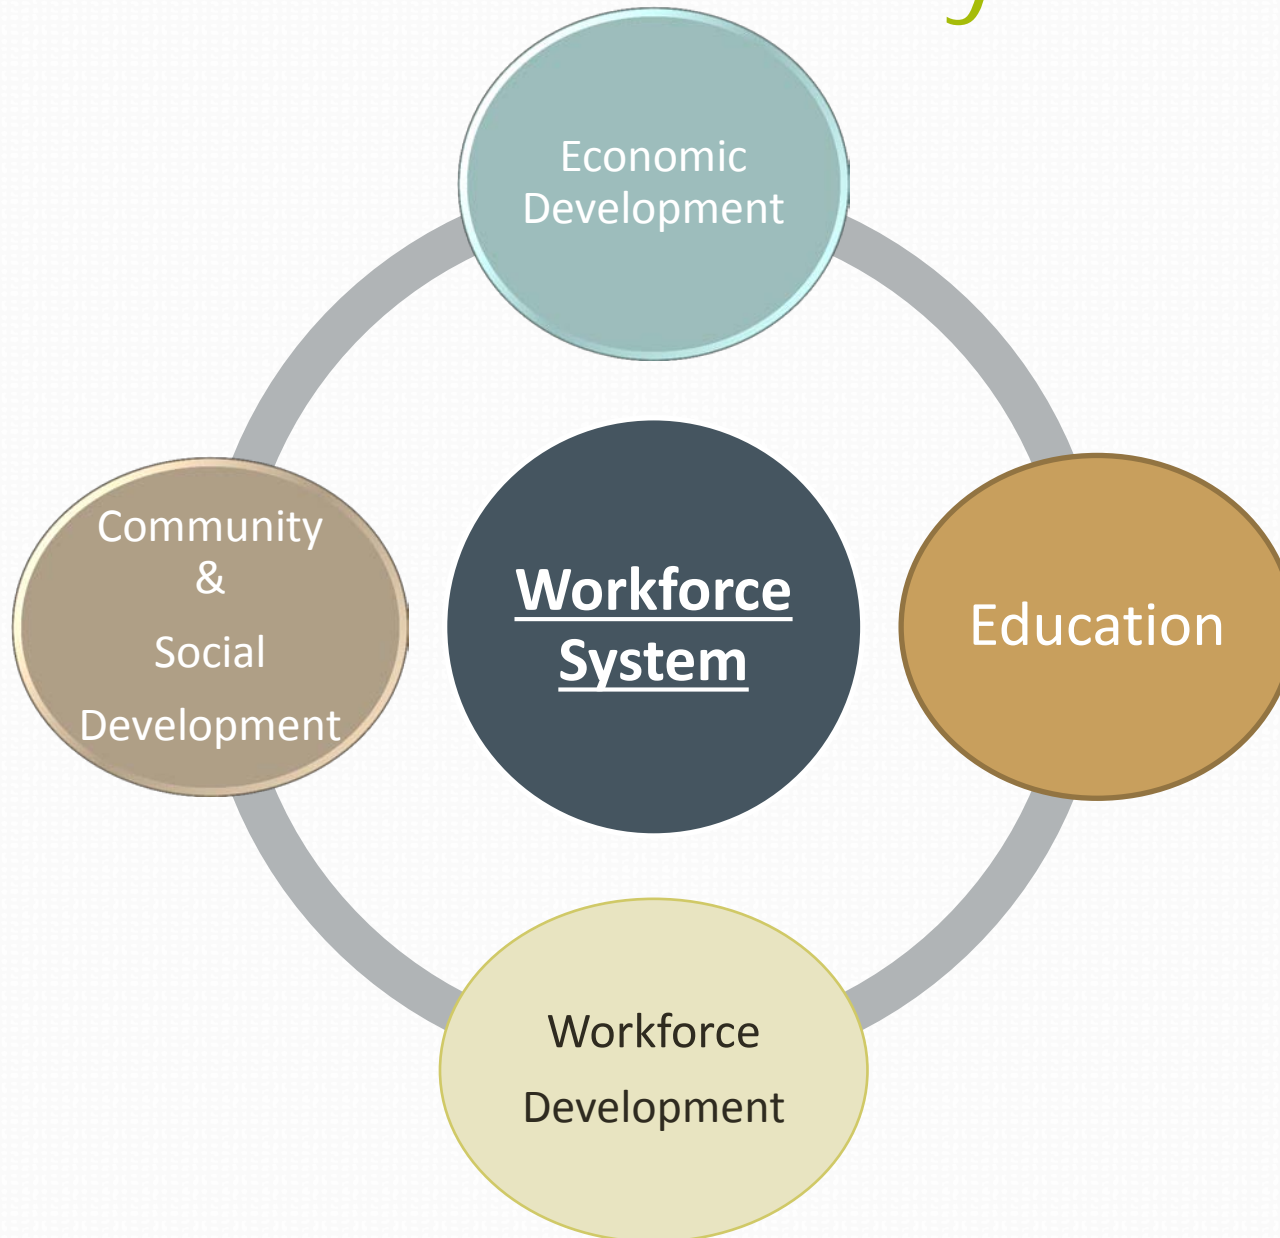 Economic
Development
Community
&
Social
Development
Workforce
System
Education
Workforce
Development